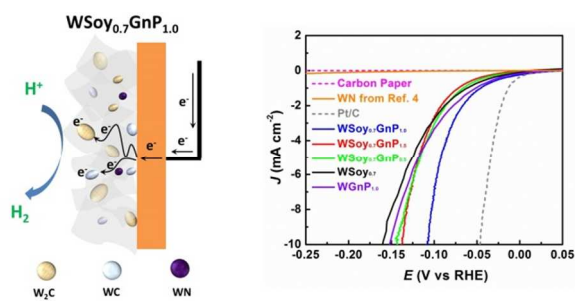 WSoy₀.₇GnP₁.₀
H⁺
H₂
e⁻
e⁻
e⁻
e⁻
e⁻
e⁻
W₂C
WC
WN
J (mA cm⁻²)
2
0
-2
-4
-6
-8
-10
Carbon Paper
WN from Ref. 4
Pt/C
WSoy₀.₇GnP₁.₀
WSoy₀.₇GnP₁.₅
WSoy₀.₇GnP₀.₅
WSoy₀.₇
WGnP₁.₀
-0.25 -0.20 -0.15 -0.10 -0.05 0.00 0.05
E (V vs RHE)